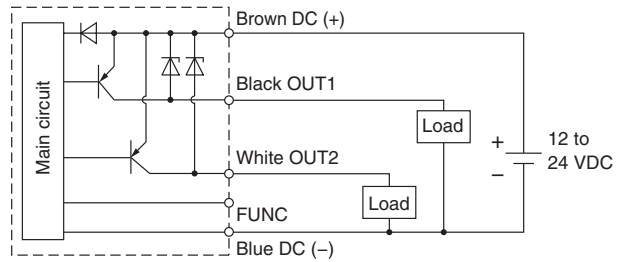 Brown DC (+)
Main circuit
Black OUT1
Load
+
12 to
24 VDC
–
White OUT2
Load
FUNC
Blue DC (−)